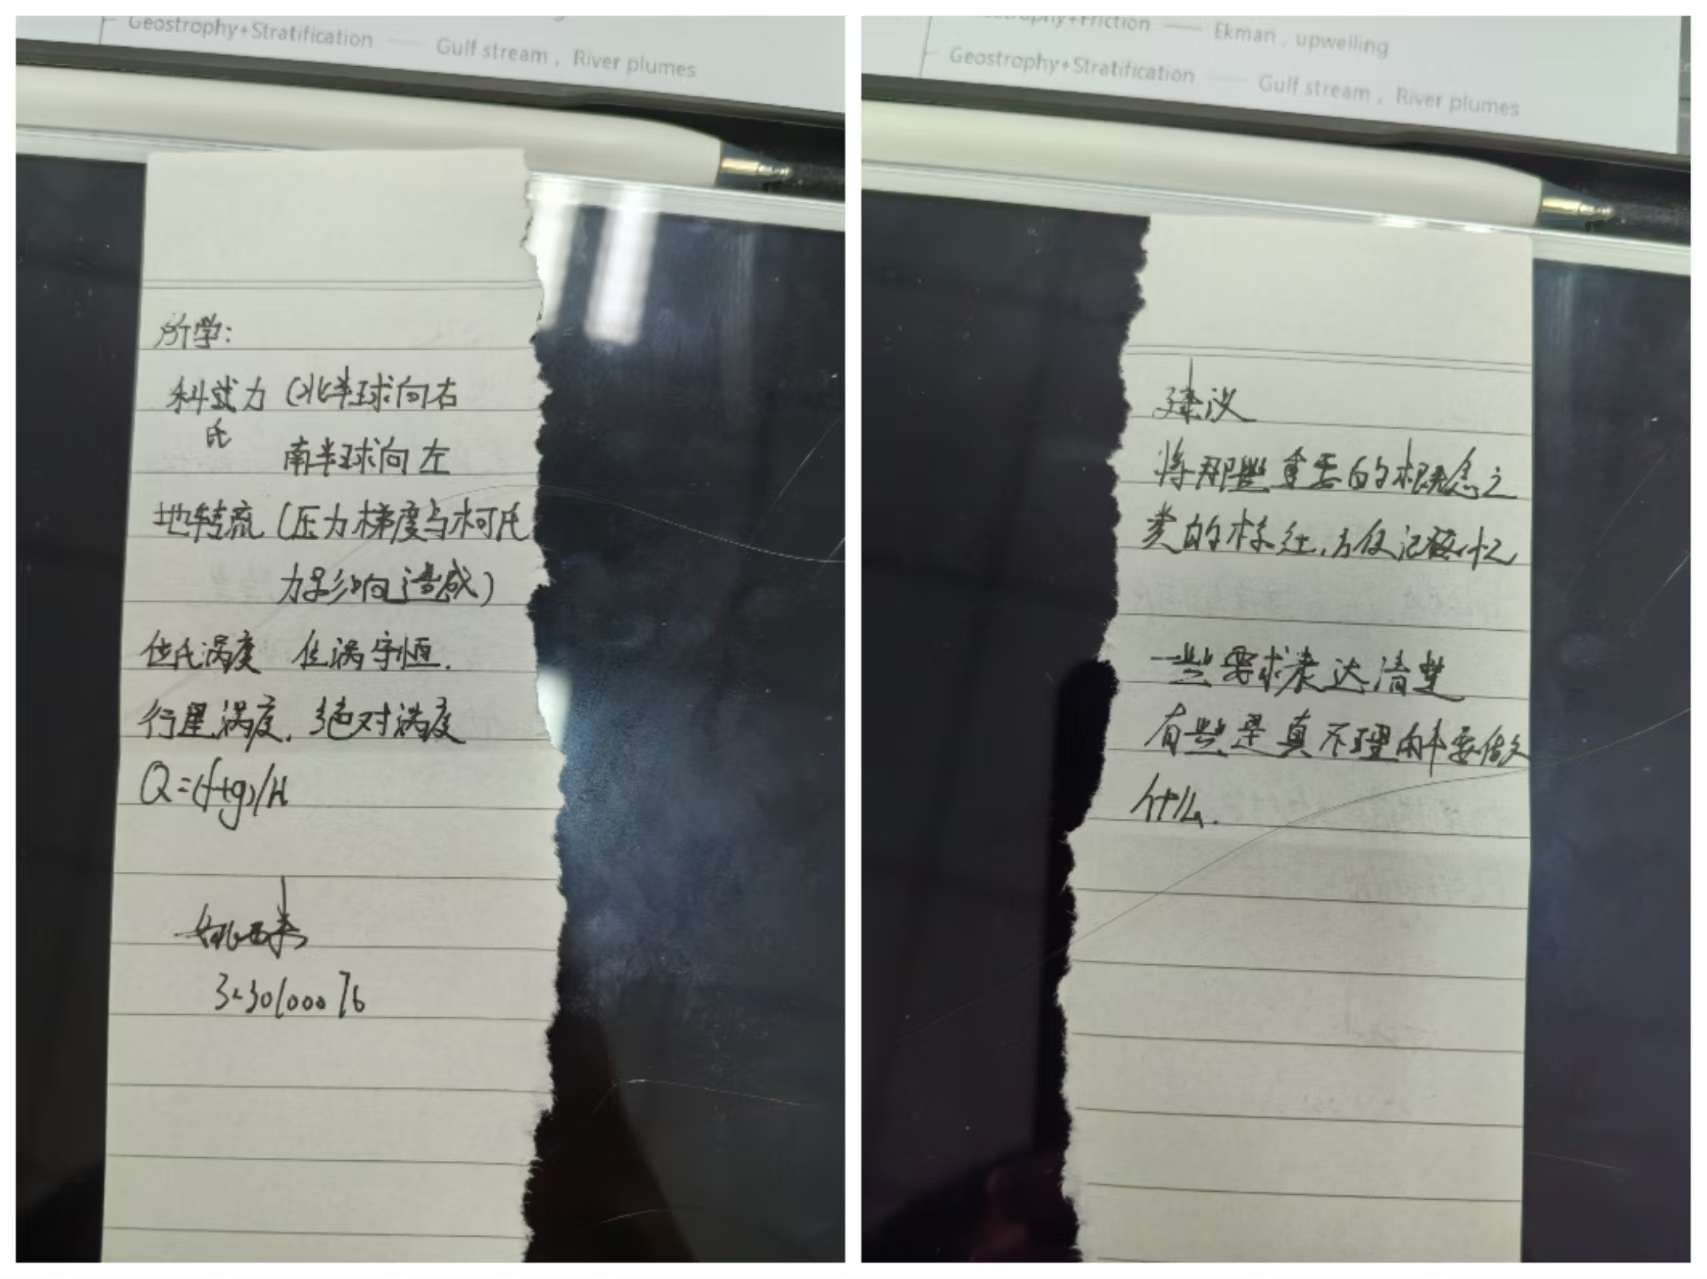 Geostrophy+Stratification — Gulf stream, River plumes
所学:
科式力 (北半球向右
氏
南半球向左
地转流 (压力梯度与柯氏
力影响造成)
位氏涡度 位涡守恒.
行星涡度. 绝对涡度
Q=(f+g)/H
姚
3230100076
Geostrophy+Friction — Ekman, upwelling
Geostrophy+Stratification — Gulf stream, River plumes
建议
将那些重要的概念之
类的标红,方便记忆
一些要求表达清楚
有些是真不理解要做
什么.